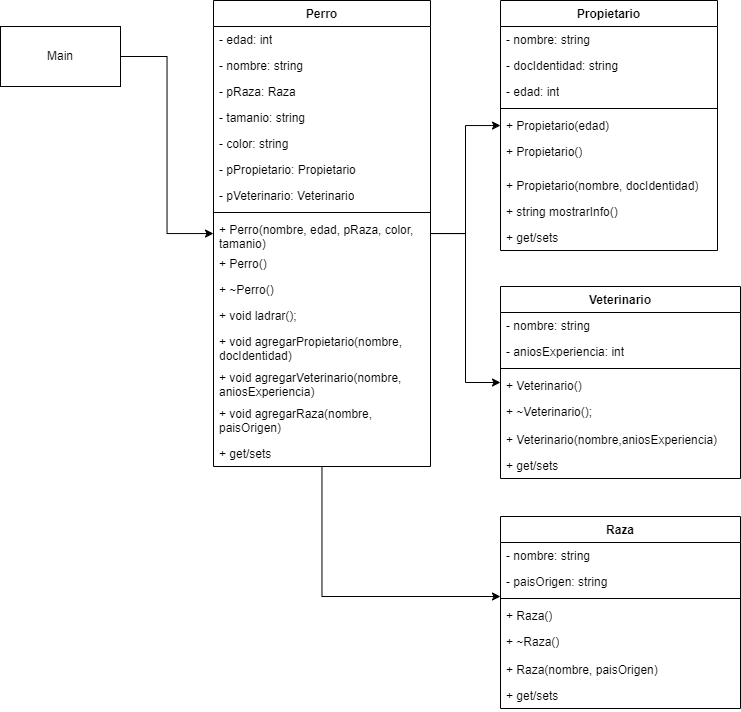 Main
Perro
- edad: int
- nombre: string
- pRaza: Raza
- tamanio: string
- color: string
- pPropietario: Propietario
- pVeterinario: Veterinario
+ Perro(nombre, edad, pRaza, color,
tamanio)
+ Perro()
+ ~Perro()
+ void ladrar();
+ void agregarPropietario(nombre,
docIdentidad)
+ void agregarVeterinario(nombre,
aniosExperiencia)
+ void agregarRaza(nombre,
paisOrigen)
+ get/sets
Propietario
- nombre: string
- docIdentidad: string
- edad: int
+ Propietario(edad)
+ Propietario()
+ Propietario(nombre, docIdentidad)
+ string mostrarInfo()
+ get/sets
Veterinario
- nombre: string
- aniosExperiencia: int
+ Veterinario()
+ ~Veterinario();
+ Veterinario(nombre,aniosExperiencia)
+ get/sets
Raza
- nombre: string
- paisOrigen: string
+ Raza()
+ ~Raza()
+ Raza(nombre, paisOrigen)
+ get/sets